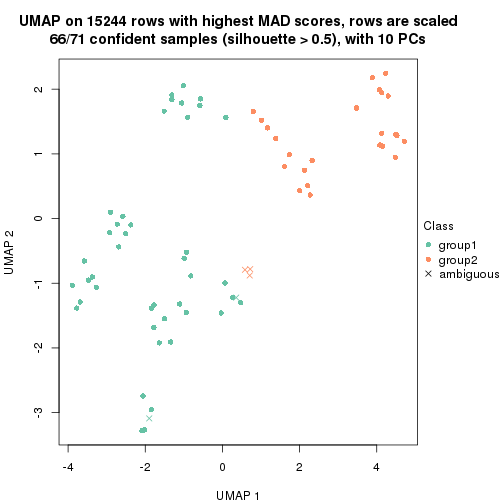 UMAP on 15244 rows with highest MAD scores, rows are scaled
66/71 confident samples (silhouette > 0.5), with 10 PCs
2
1
0
-1
-2
-3
UMAP 2
-4
-2
0
2
4
UMAP 1
Class
group1
group2
ambiguous